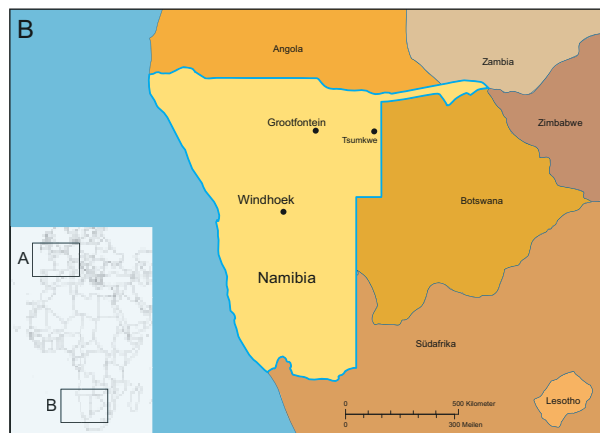 B
Angola
Zambia
Grootfontein
Tsumkwe
Zimbabwe
Windhoek
Botswana
A
Namibia
Südafrika
B
0 500 Kilometer
0 300 Meilen
Lesotho